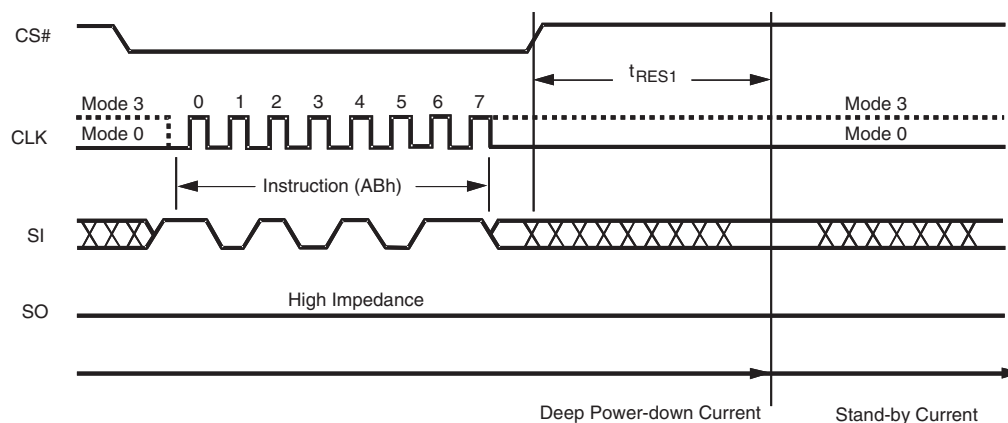 CS#
tRES1
Mode 3 0 1 2 3 4 5 6 7 Mode 3
CLK Mode 0 Mode 0
Instruction (ABh)
SI
High Impedance
SO
Deep Power-down Current Stand-by Current